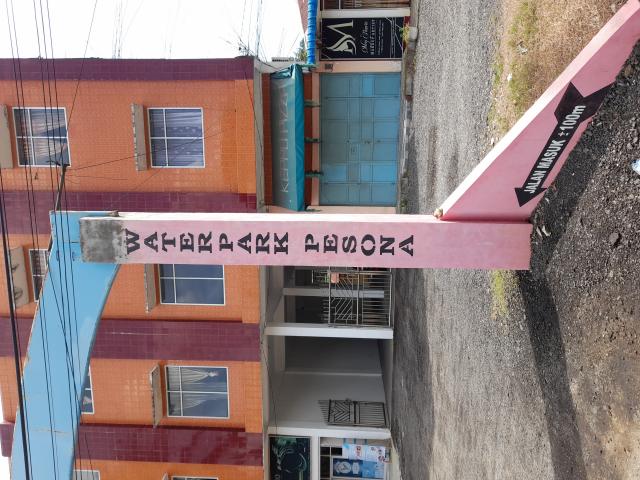 WATERPARK PESONA
JALAN MASUK ±100m